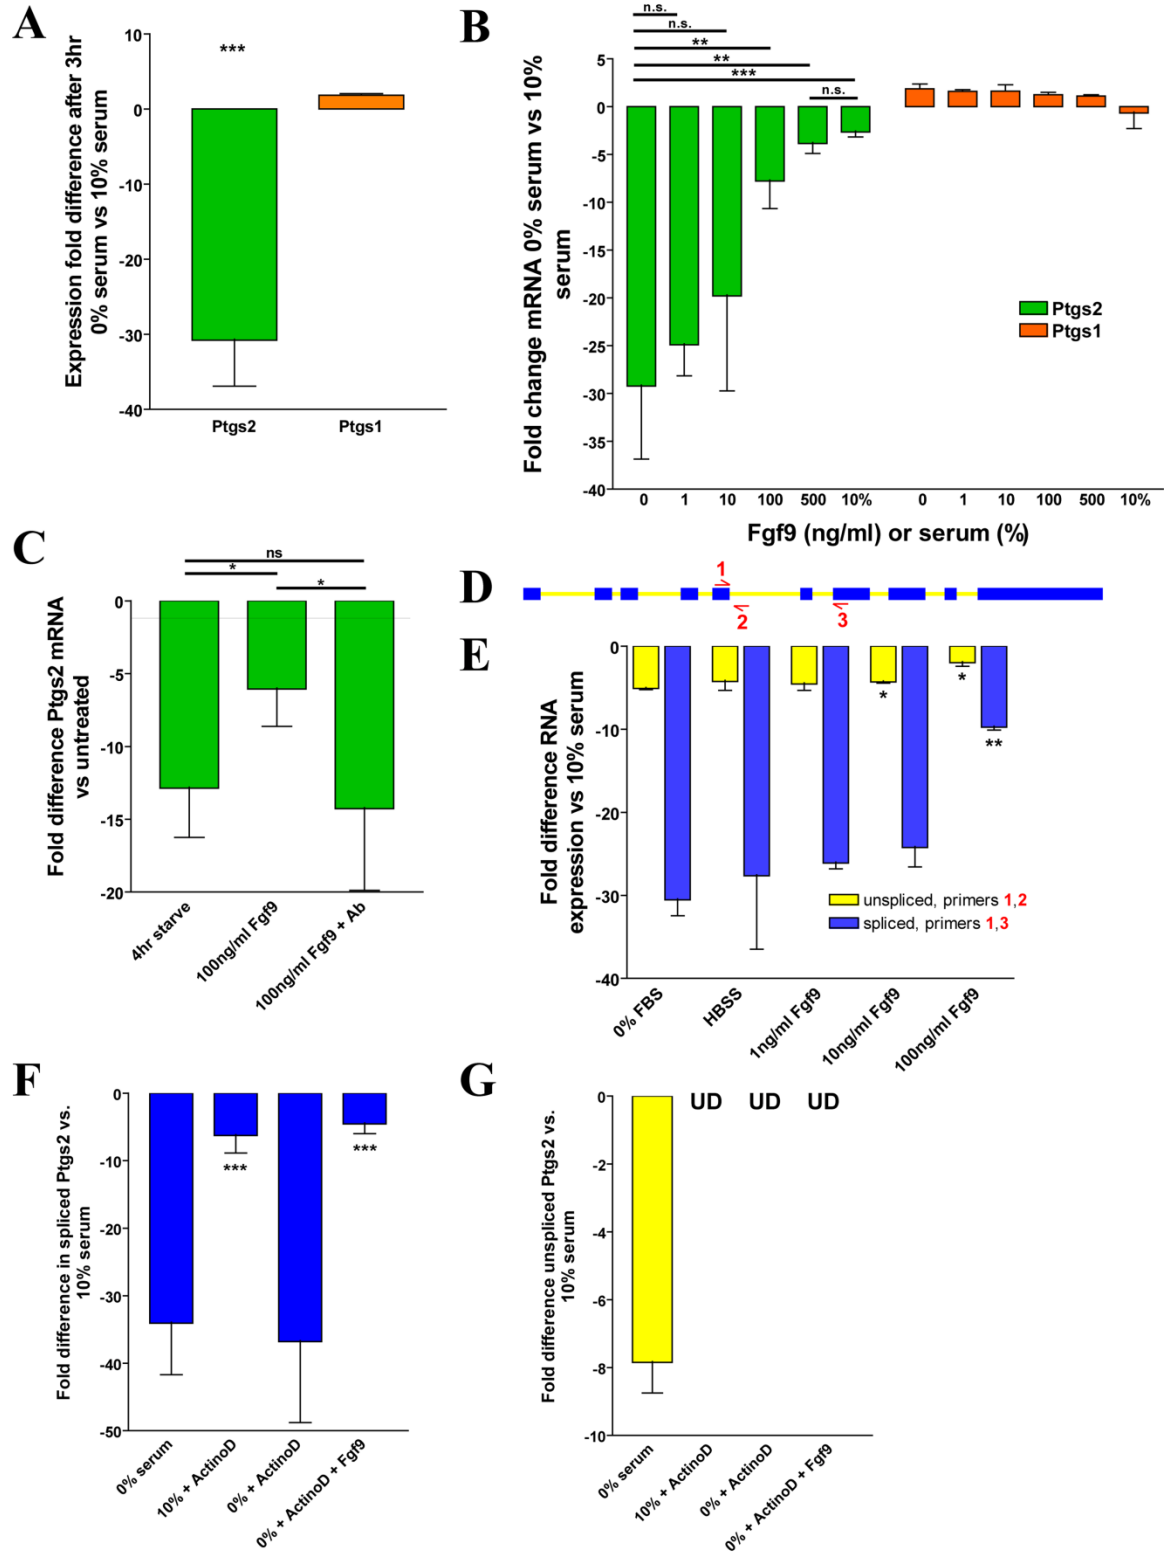 A
Expression fold difference after 3hr
0% serum vs 10% serum
10
0
-10
-20
-30
-40
***
Ptgs2
Ptgs1
B
Fold change mRNA 0% serum vs 10%
serum
n.s.
n.s.
**
**
***
n.s.
5
0
-5
-10
-15
-20
-25
-30
-35
-40
Ptgs2
Ptgs1
0 1 10 100 500 10% 0 1 10 100 500 10%
Fgf9 (ng/ml) or serum (%)
C
Fold difference Ptgs2 mRNA
vs untreated
ns
*
*
0
-5
-10
-15
-20
4hr starve
100ng/ml Fgf9
100ng/ml Fgf9 + Ab
D
1
2
3
E
Fold difference RNA
expression vs 10% serum
0
-10
-20
-30
-40
*
*
**
unspliced, primers 1,2
spliced, primers 1,3
0% FBS
HBSS
1ng/ml Fgf9
10ng/ml Fgf9
100ng/ml Fgf9
F
Fold difference in spliced Ptgs2 vs.
10% serum
0
-10
-20
-30
-40
-50
***
***
0% serum
10% + ActinoD
0% + ActinoD
0% + ActinoD + Fgf9
G
Fold difference unspliced Ptgs2 vs.
10% serum
0
-2
-4
-6
-8
-10
UD UD UD
0% serum
10% + ActinoD
0% + ActinoD
0% + ActinoD + Fgf9